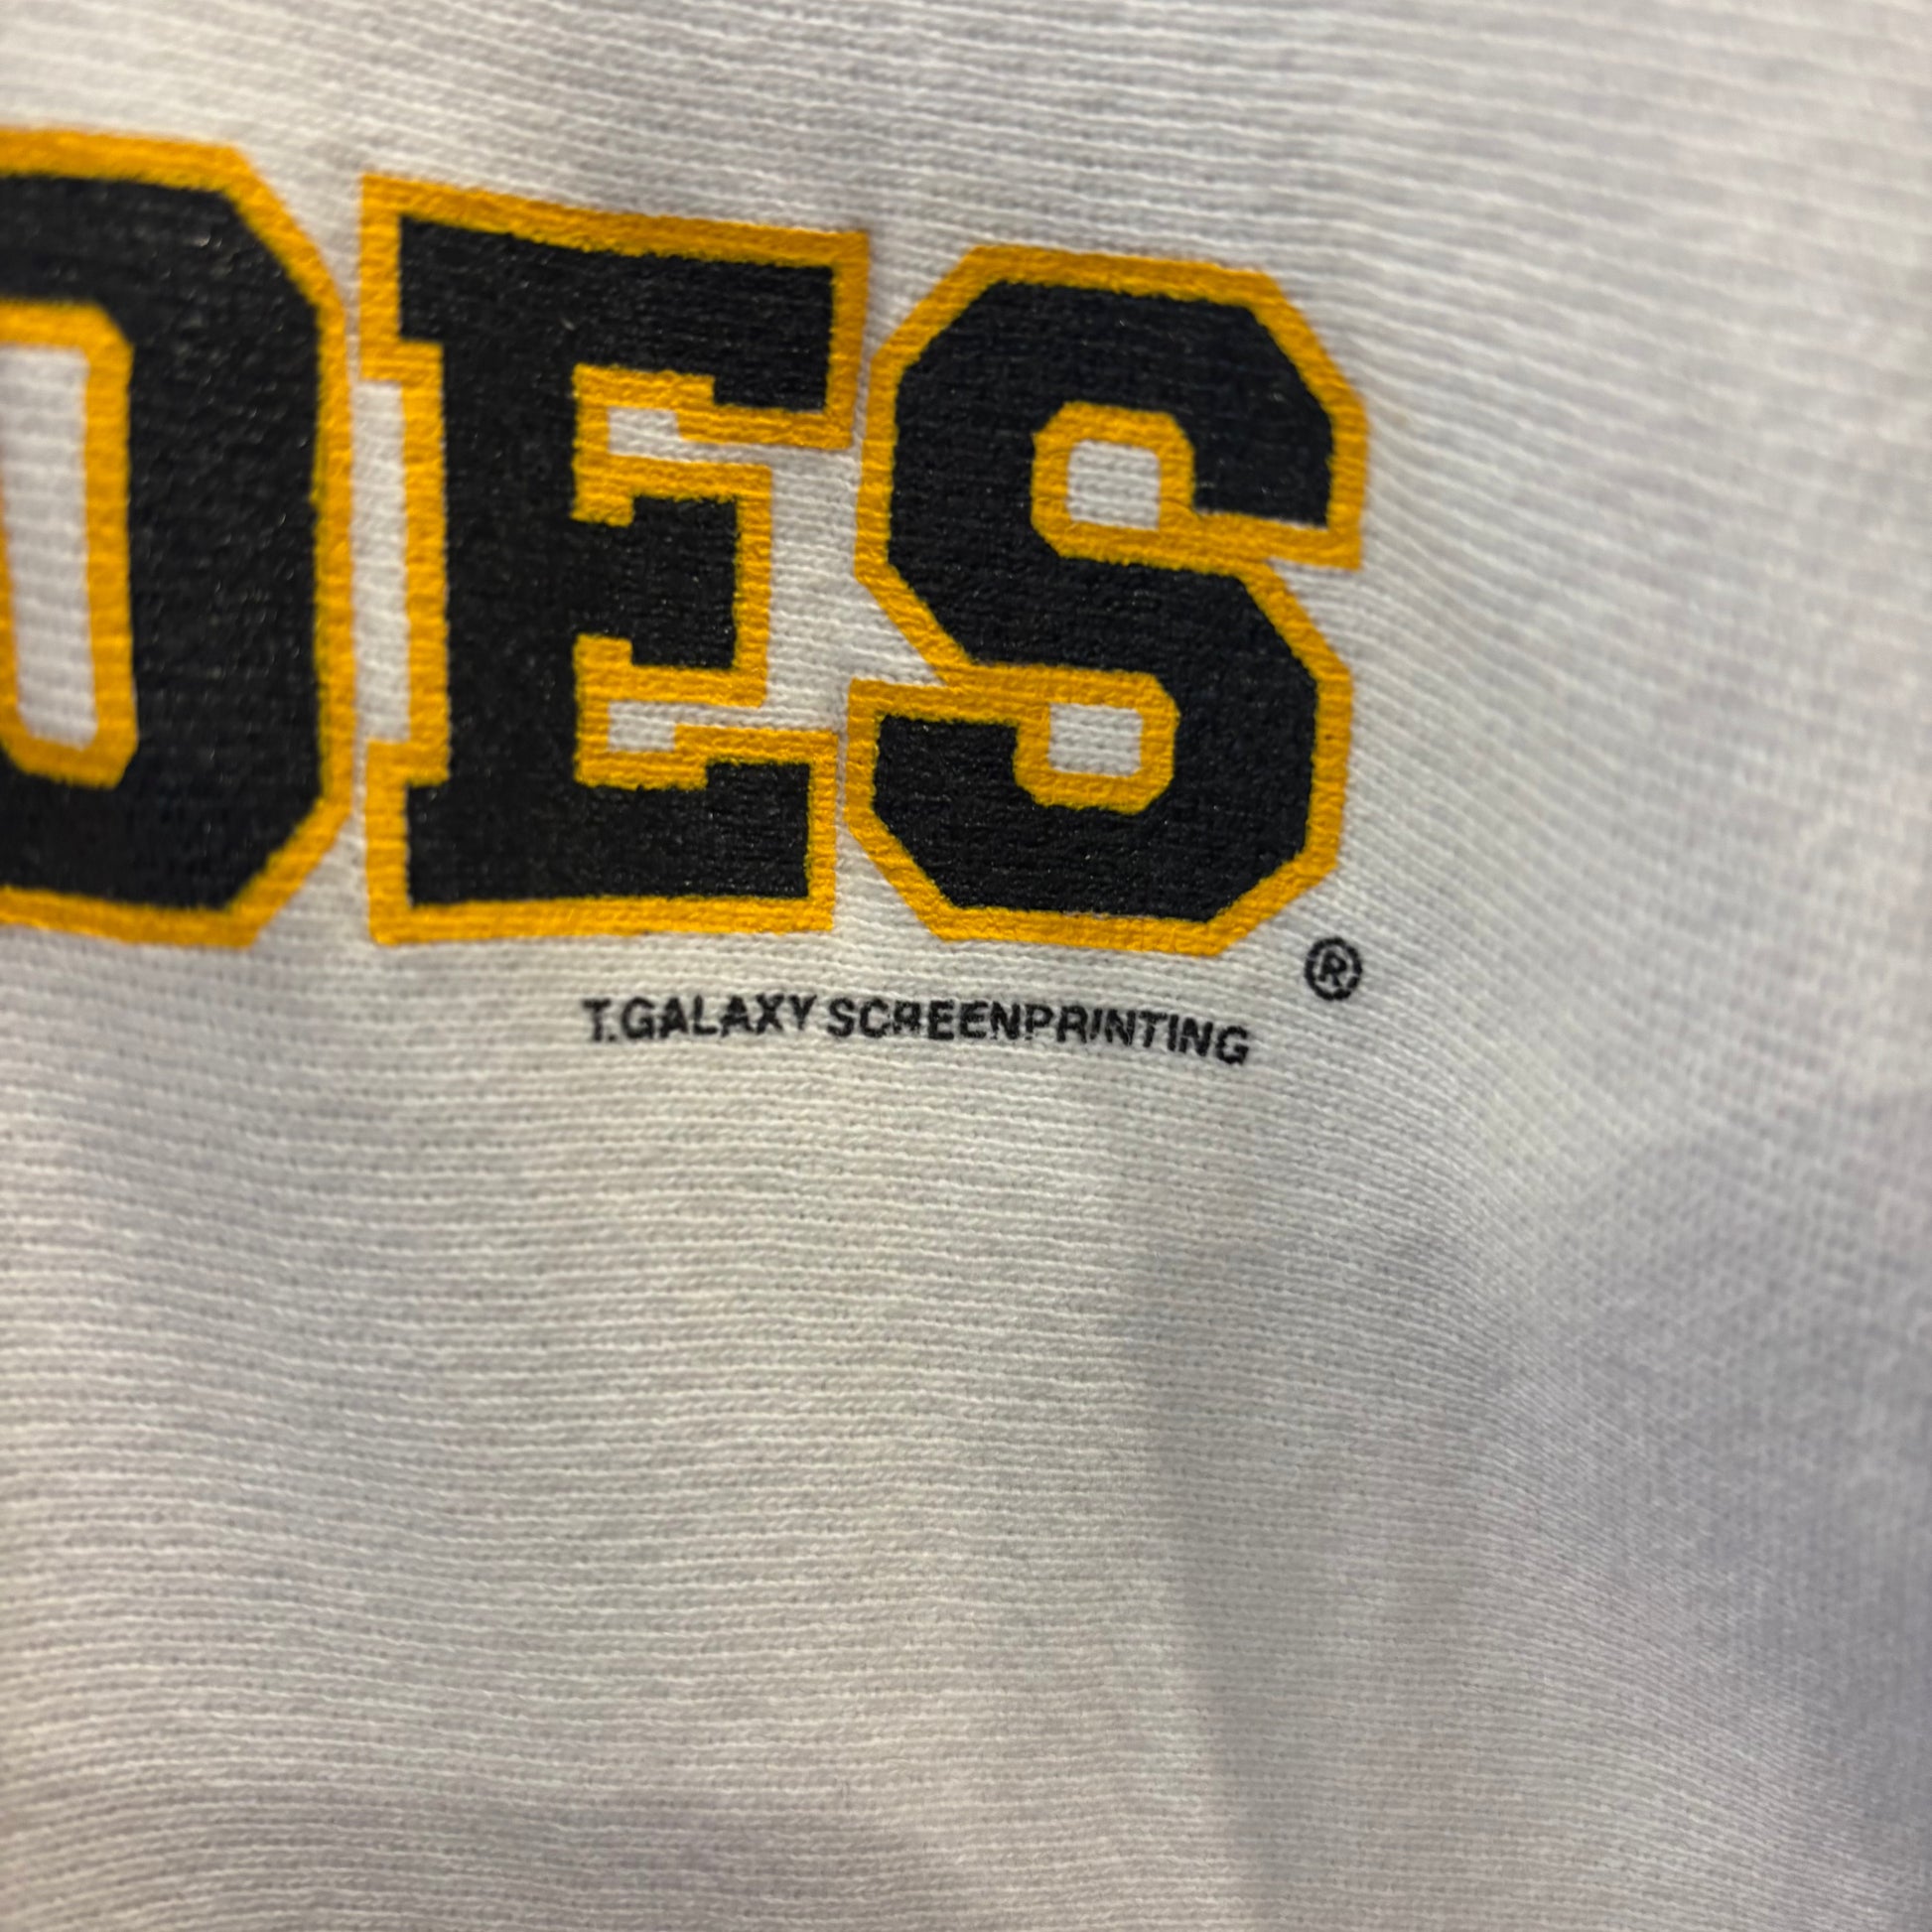 DES
®
T.GALAXY SCREENPRINTING